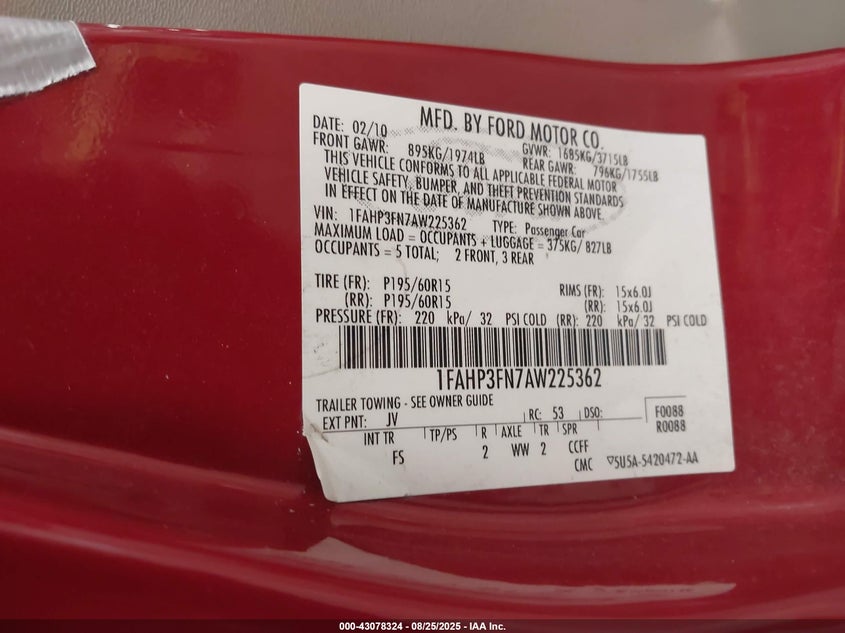 MFD. BY FORD MOTOR CO.
DATE: 02/10 GVWR: 1685KG/3715LB
FRONT GAWR: 895KG/1974LB REAR GAWR: 796KG/1755LB
THIS VEHICLE CONFORMS TO ALL APPLICABLE FEDERAL MOTOR
VEHICLE SAFETY, BUMPER, AND THEFT PREVENTION STANDARDS
IN EFFECT ON THE DATE OF MANUFACTURE SHOWN ABOVE.
VIN: 1FAHP3FN7AW225362 TYPE: Passenger Car
MAXIMUM LOAD = OCCUPANTS + LUGGAGE = 375KG/ 827LB
OCCUPANTS = 5 TOTAL; 2 FRONT, 3 REAR
TIRE (FR): P195/60R15 RIMS (FR): 15x6.0J
(RR): P195/60R15 (RR): 15x6.0J
PRESSURE (FR): 220 kPa/ 32 PSI COLD (RR): 220 kPa/ 32 PSI COLD
1FAHP3FN7AW225362
TRAILER TOWING - SEE OWNER GUIDE
EXT PNT: JV RC: 53 DSO: F0088
INT TR TP/PS R AXLE TR SPR R0088
FS 2 WW 2 CCFF
CMC ▽5U5A-5420472-AA
000-43078324 - 08/25/2025 - IAA Inc.